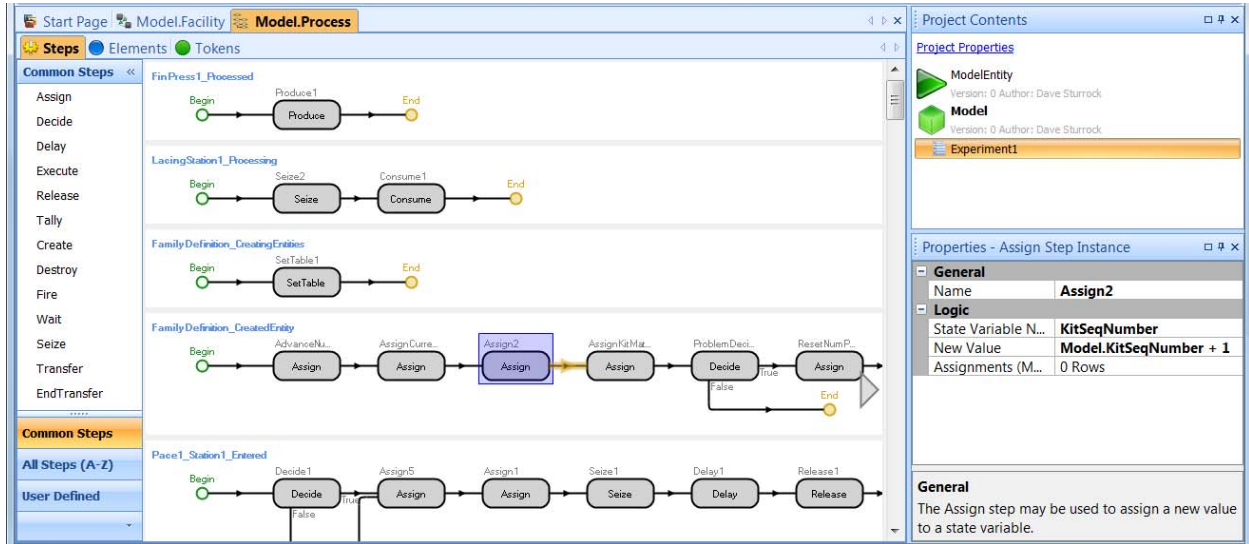 Start Page
Model.Facility
Model.Process
Steps
Elements
Tokens
Common Steps
Assign
Decide
Delay
Execute
Release
Tally
Create
Destroy
Fire
Wait
Seize
Transfer
EndTransfer
Common Steps
All Steps (A-Z)
User Defined
FinPress1_Processed
Begin
Produce1
Produce
End
LacingStation1_Processing
Begin
Seize2
Seize
Consume1
Consume
End
FamilyDefinition_CreatingEntities
Begin
SetTable1
SetTable
End
FamilyDefinition_CreatedEntity
Begin
AdvanceNu...
Assign
AssignCurre...
Assign
Assign2
Assign
AssignKitMat...
Assign
ProblemDeci...
Decide
True
False
ResetNumP...
Assign
End
Pace1_Station1_Entered
Begin
Decide1
Decide
True
False
Assign5
Assign
Assign1
Assign
Seize1
Seize
Delay1
Delay
Release1
Release
Project Contents
Project Properties
ModelEntity
Version: 0 Author: Dave Sturrock
Model
Version: 0 Author: Dave Sturrock
Experiment1
Properties - Assign Step Instance
General
Name Assign2
Logic
State Variable N... KitSeqNumber
New Value Model.KitSeqNumber + 1
Assignments (M... 0 Rows
General
The Assign step may be used to assign a new value
to a state variable.